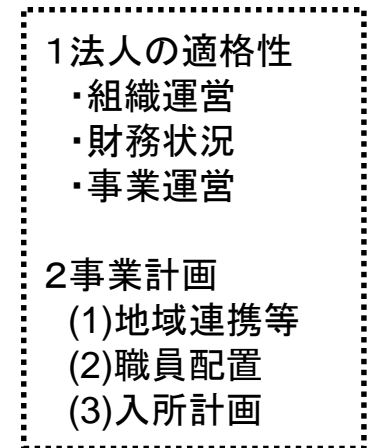 １法人の適格性
・組織運営
・財務状況
・事業運営
２事業計画
(1)地域連携等
(2)職員配置
(3)入所計画